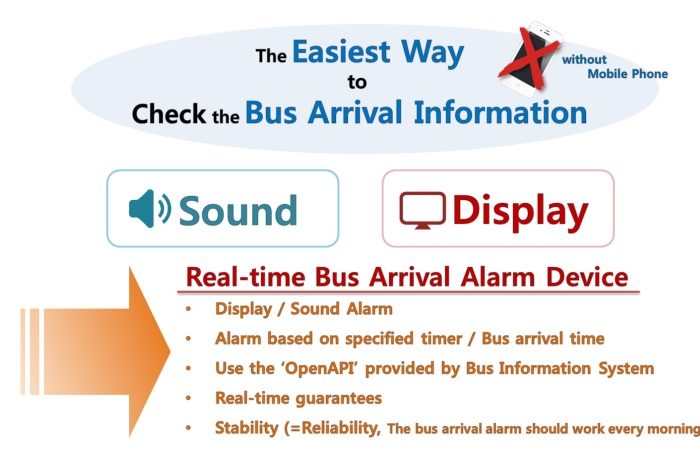 The Easiest Way
without
Mobile Phone
to
Check the Bus Arrival Information
Sound
Display
Real-time Bus Arrival Alarm Device
• Display / Sound Alarm
• Alarm based on specified timer / Bus arrival time
• Use the ‘OpenAPI’ provided by Bus Information System
• Real-time guarantees
• Stability (=Reliability, The bus arrival alarm should work every morning